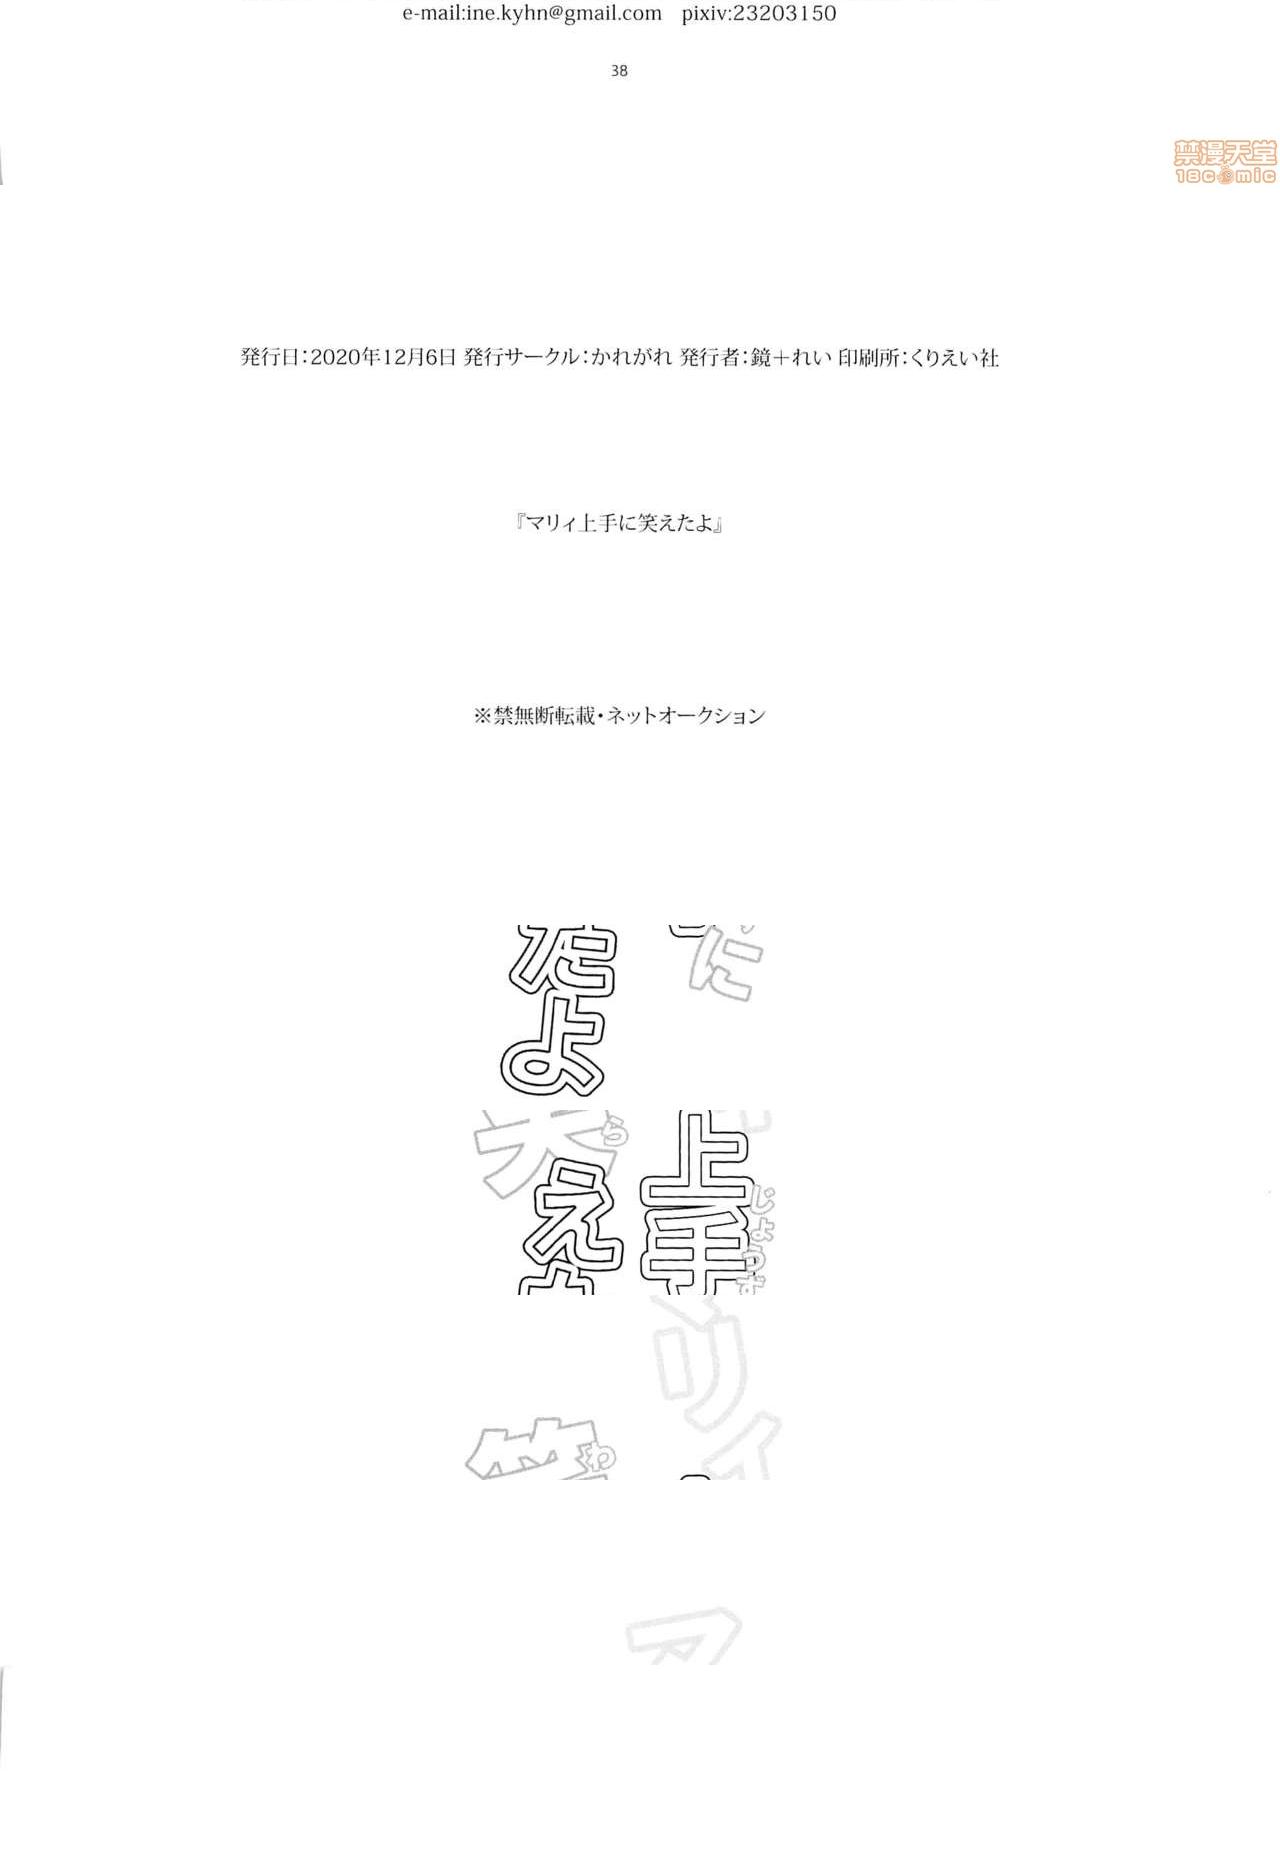 e-mail:ine.kyhn@gmail.com pixiv:23203150
38
禁漫天堂
18comic
発行日：2020年12月6日 発行サークル：かれがれ 発行者：鏡＋れい 印刷所：くりえい社
『マリィ上手に笑えたよ』
※禁無断転載・ネットオークション
に
たよ
上手
じょうず
ら
え
リィ
わ
マ